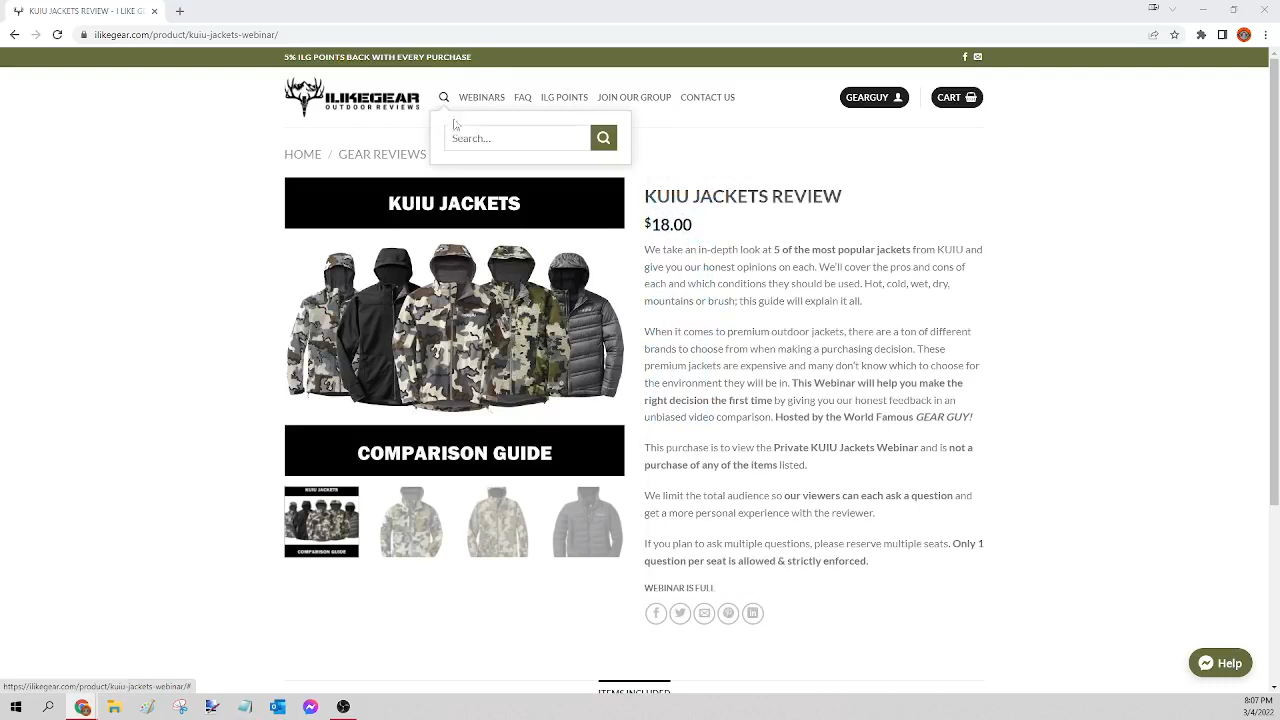 KUIU JACKETS REVIEW – I LIKE G
ilikegear.com/product/kuiu-jackets-webinar/
5% ILG POINTS BACK WITH EVERY PURCHASE
ILIKEGEAR
OUTDOOR REVIEWS
WEBINARS FAQ ILG POINTS JOIN OUR GROUP CONTACT US
GEARGUY CART
Search...
HOME / GEAR REVIEWS
KUIU JACKETS
COMPARISON GUIDE
KUIU JACKETS
COMPARISON GUIDE
KUIU JACKETS REVIEW
$18.00
We take an in-depth look at 5 of the most popular jackets from KUIU and
give you our honest opinions on each. We'll cover the pros and cons of
each and which conditions they should be used. Hot, cold, wet, dry,
mountains or brush; this guide will explain it all.
When it comes to premium outdoor jackets, there are a ton of different
brands to choose from when making a purchasing decision. These
premium jackets are expensive and many don't know which to choose for
the environment they will be in. This Webinar will help you make the
right decision the first time by giving you our honest feedback in an
unbiased video comparison. Hosted by the World Famous GEAR GUY!
This purchase is to view the Private KUIU Jackets Webinar and is not a
purchase of any of the items listed.
We limit the total audience so our viewers can each ask a question and
get a more personal experience with the reviewer.
If you plan to ask multiple questions, please reserve multiple seats. Only 1
question per seat is allowed & strictly enforced.
WEBINAR IS FULL
Help
ITEMS INCLUDED
https://ilikegear.com/product/kuiu-jackets-webinar/#
8:07 PM
3/4/2022